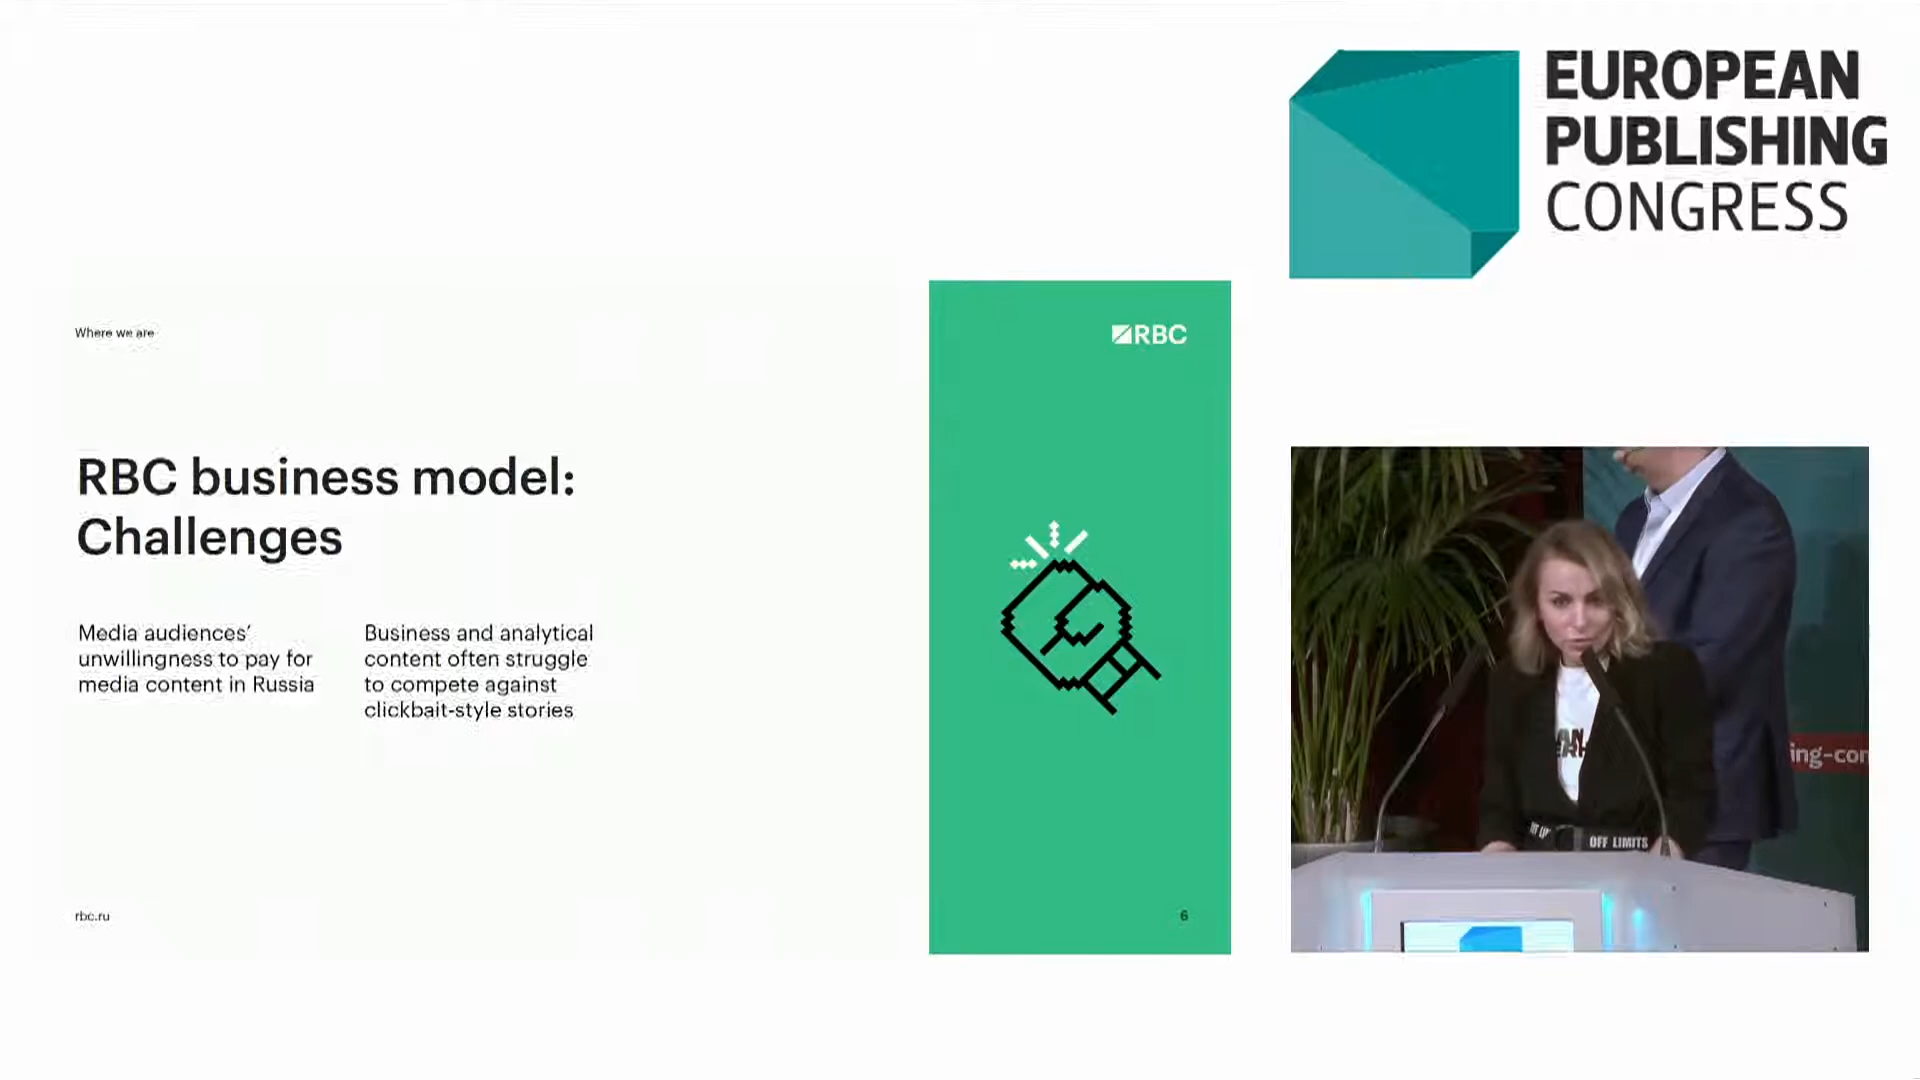 EUROPEAN
PUBLISHING
CONGRESS
Where we are
RBC
RBC business model:
Challenges
Media audiences’
unwillingness to pay for
media content in Russia
Business and analytical
content often struggle
to compete against
clickbait-style stories
rbc.ru
6
ing-con
OFF LIMITS